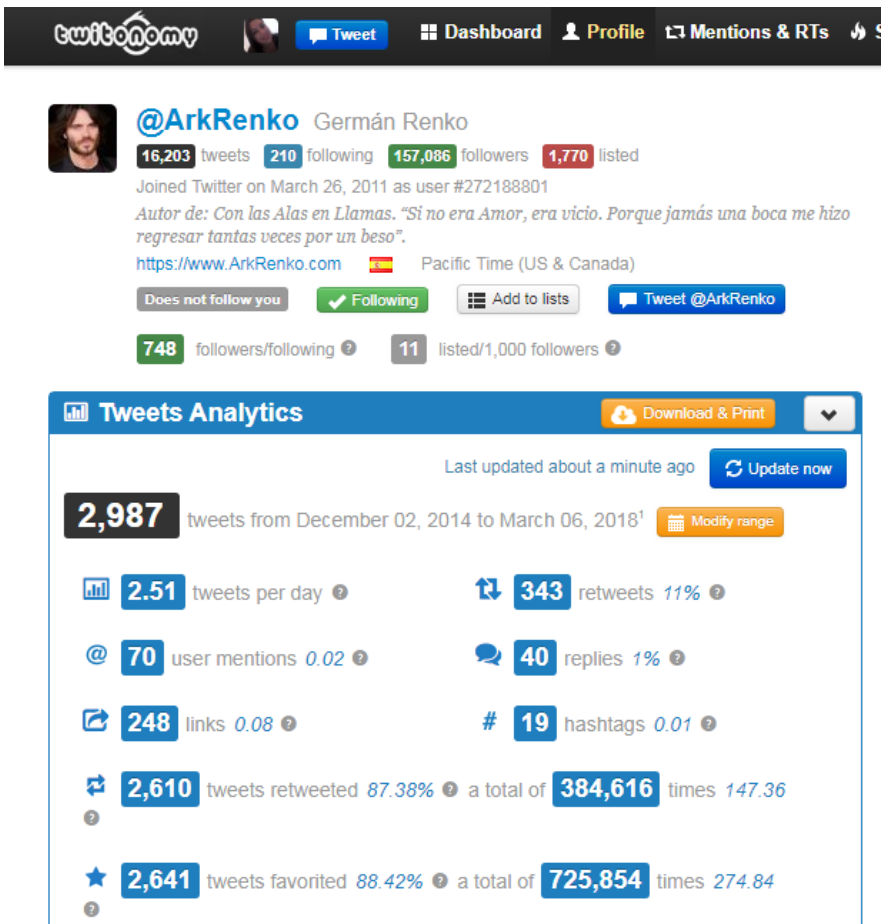 twitonomy Tweet Dashboard Profile Mentions & RTs S
@ArkRenko Germán Renko
16,203 tweets 210 following 157,086 followers 1,770 listed
Joined Twitter on March 26, 2011 as user #272188801
Autor de: Con las Alas en Llamas. “Si no era Amor, era vicio. Porque jamás una boca me hizo
regresar tantas veces por un beso”.
https://www.ArkRenko.com Pacific Time (US & Canada)
Does not follow you Following Add to lists Tweet @ArkRenko
748 followers/following ? 11 listed/1,000 followers ?
Tweets Analytics Download & Print
Last updated about a minute ago Update now
2,987 tweets from December 02, 2014 to March 06, 2018¹ Modify range
2.51 tweets per day ? 343 retweets 11% ?
@ 70 user mentions 0.02 ? 40 replies 1% ?
248 links 0.08 ? # 19 hashtags 0.01 ?
2,610 tweets retweeted 87.38% ? a total of 384,616 times 147.36
?
2,641 tweets favorited 88.42% ? a total of 725,854 times 274.84
?